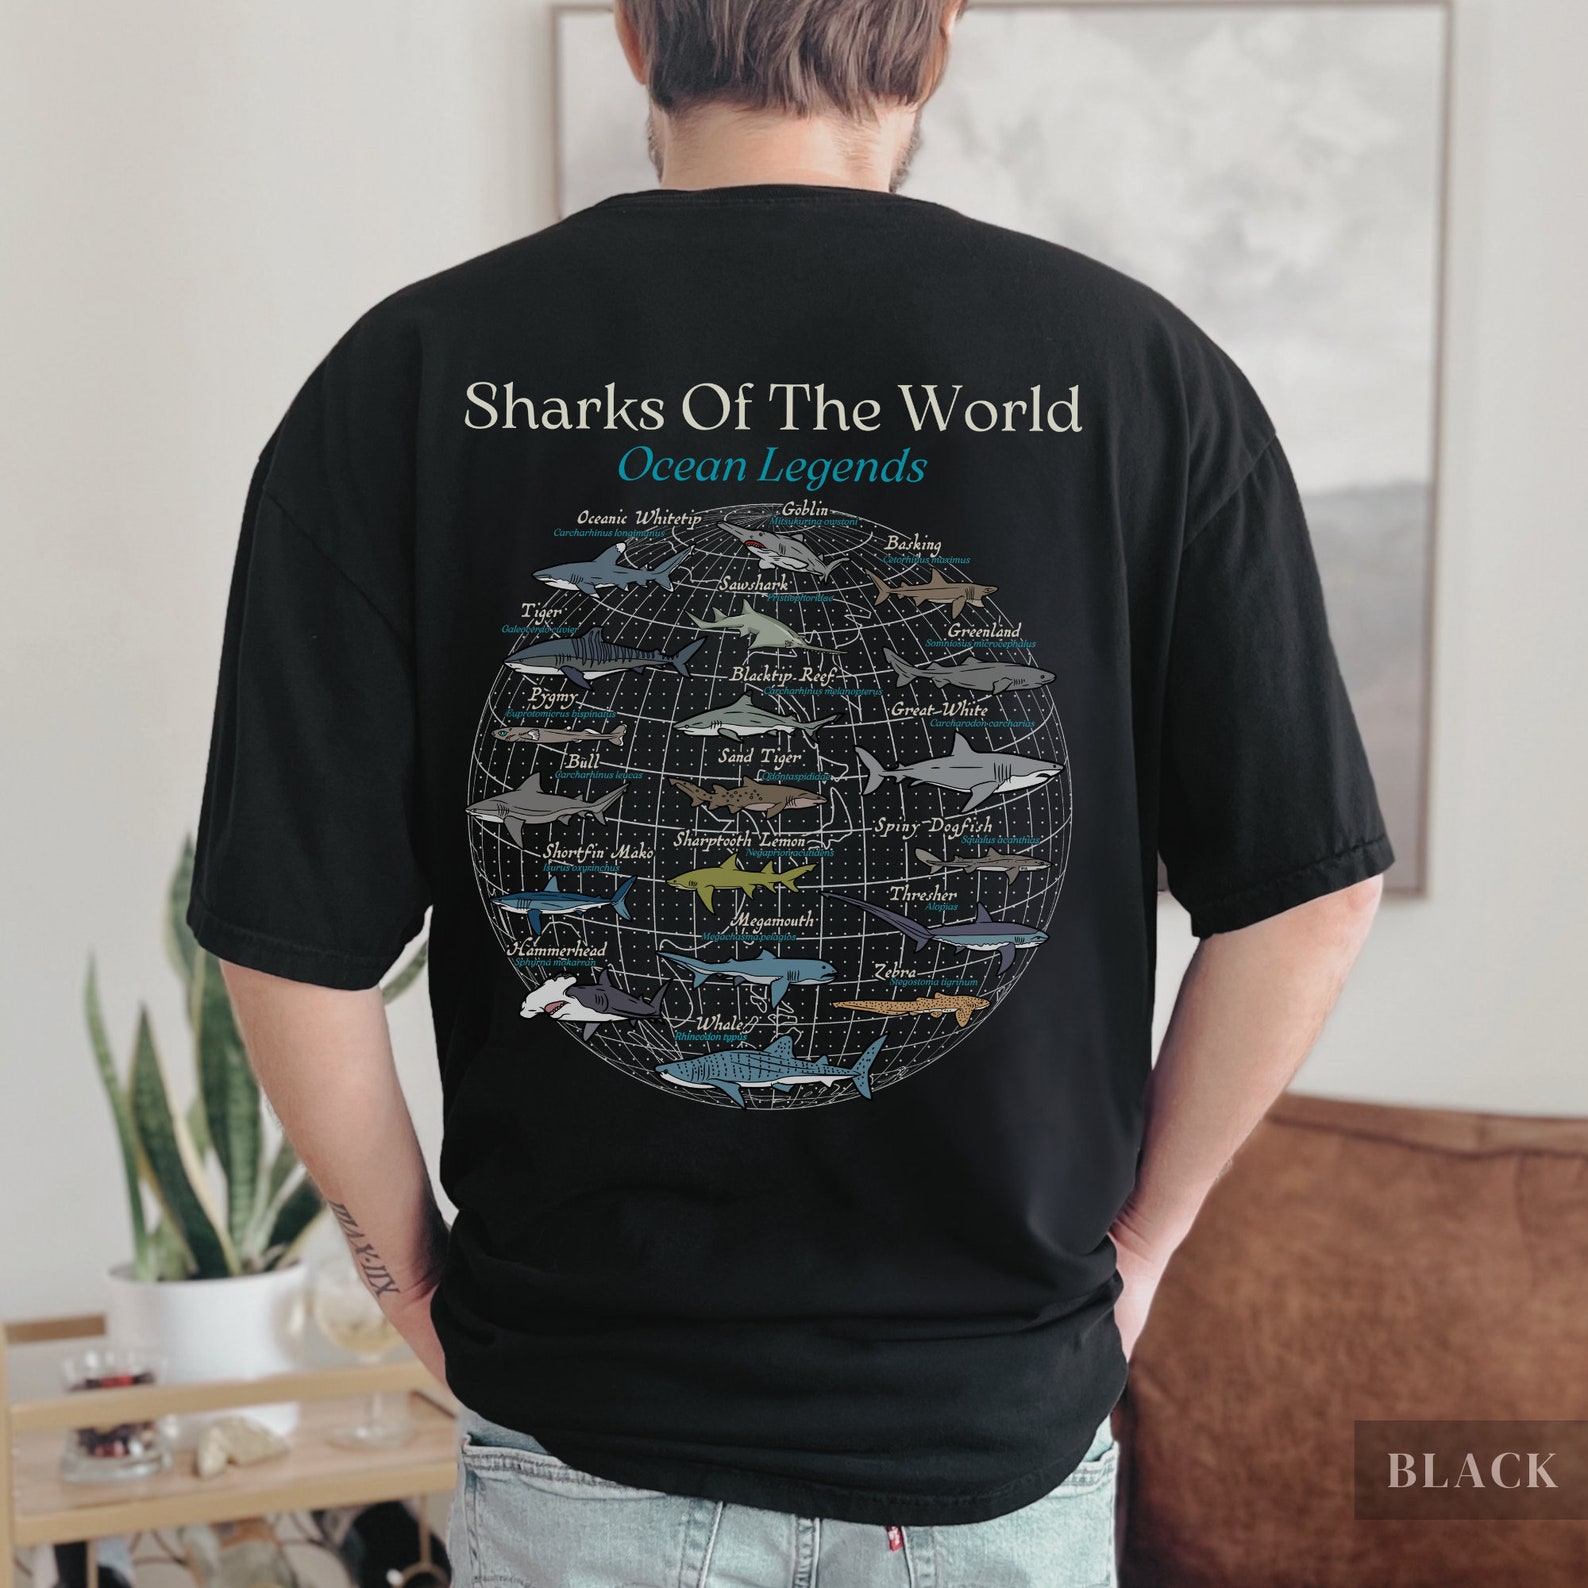 Sharks Of The World
Ocean Legends
Goblin
Mitsukurina owstoni
Oceanic Whitetip
Carcharhinus longimanus
Basking
Cetorhinus maximus
Sawshark
Pristiophoridae
Tiger
Galeocerdo cuvier
Greenland
Somniosus microcephalus
Blacktip Reef
Carcharhinus melanopterus
Pygmy
Euprotomicrus bispinatus
Great White
Carcharodon carcharias
Sand Tiger
Odontaspididae
Bull
Carcharhinus leucas
Spiny Dogfish
Squalus acanthias
Sharptooth Lemon
Negaprion acutidens
Shortfin Mako
Isurus oxyrinchus
Thresher
Alopias
Megamouth
Megachasma pelagios
Hammerhead
Sphyrna mokarran
Zebra
Stegostoma tigrinum
Whale
Rhincodon typus
MAX·IIX
BLACK